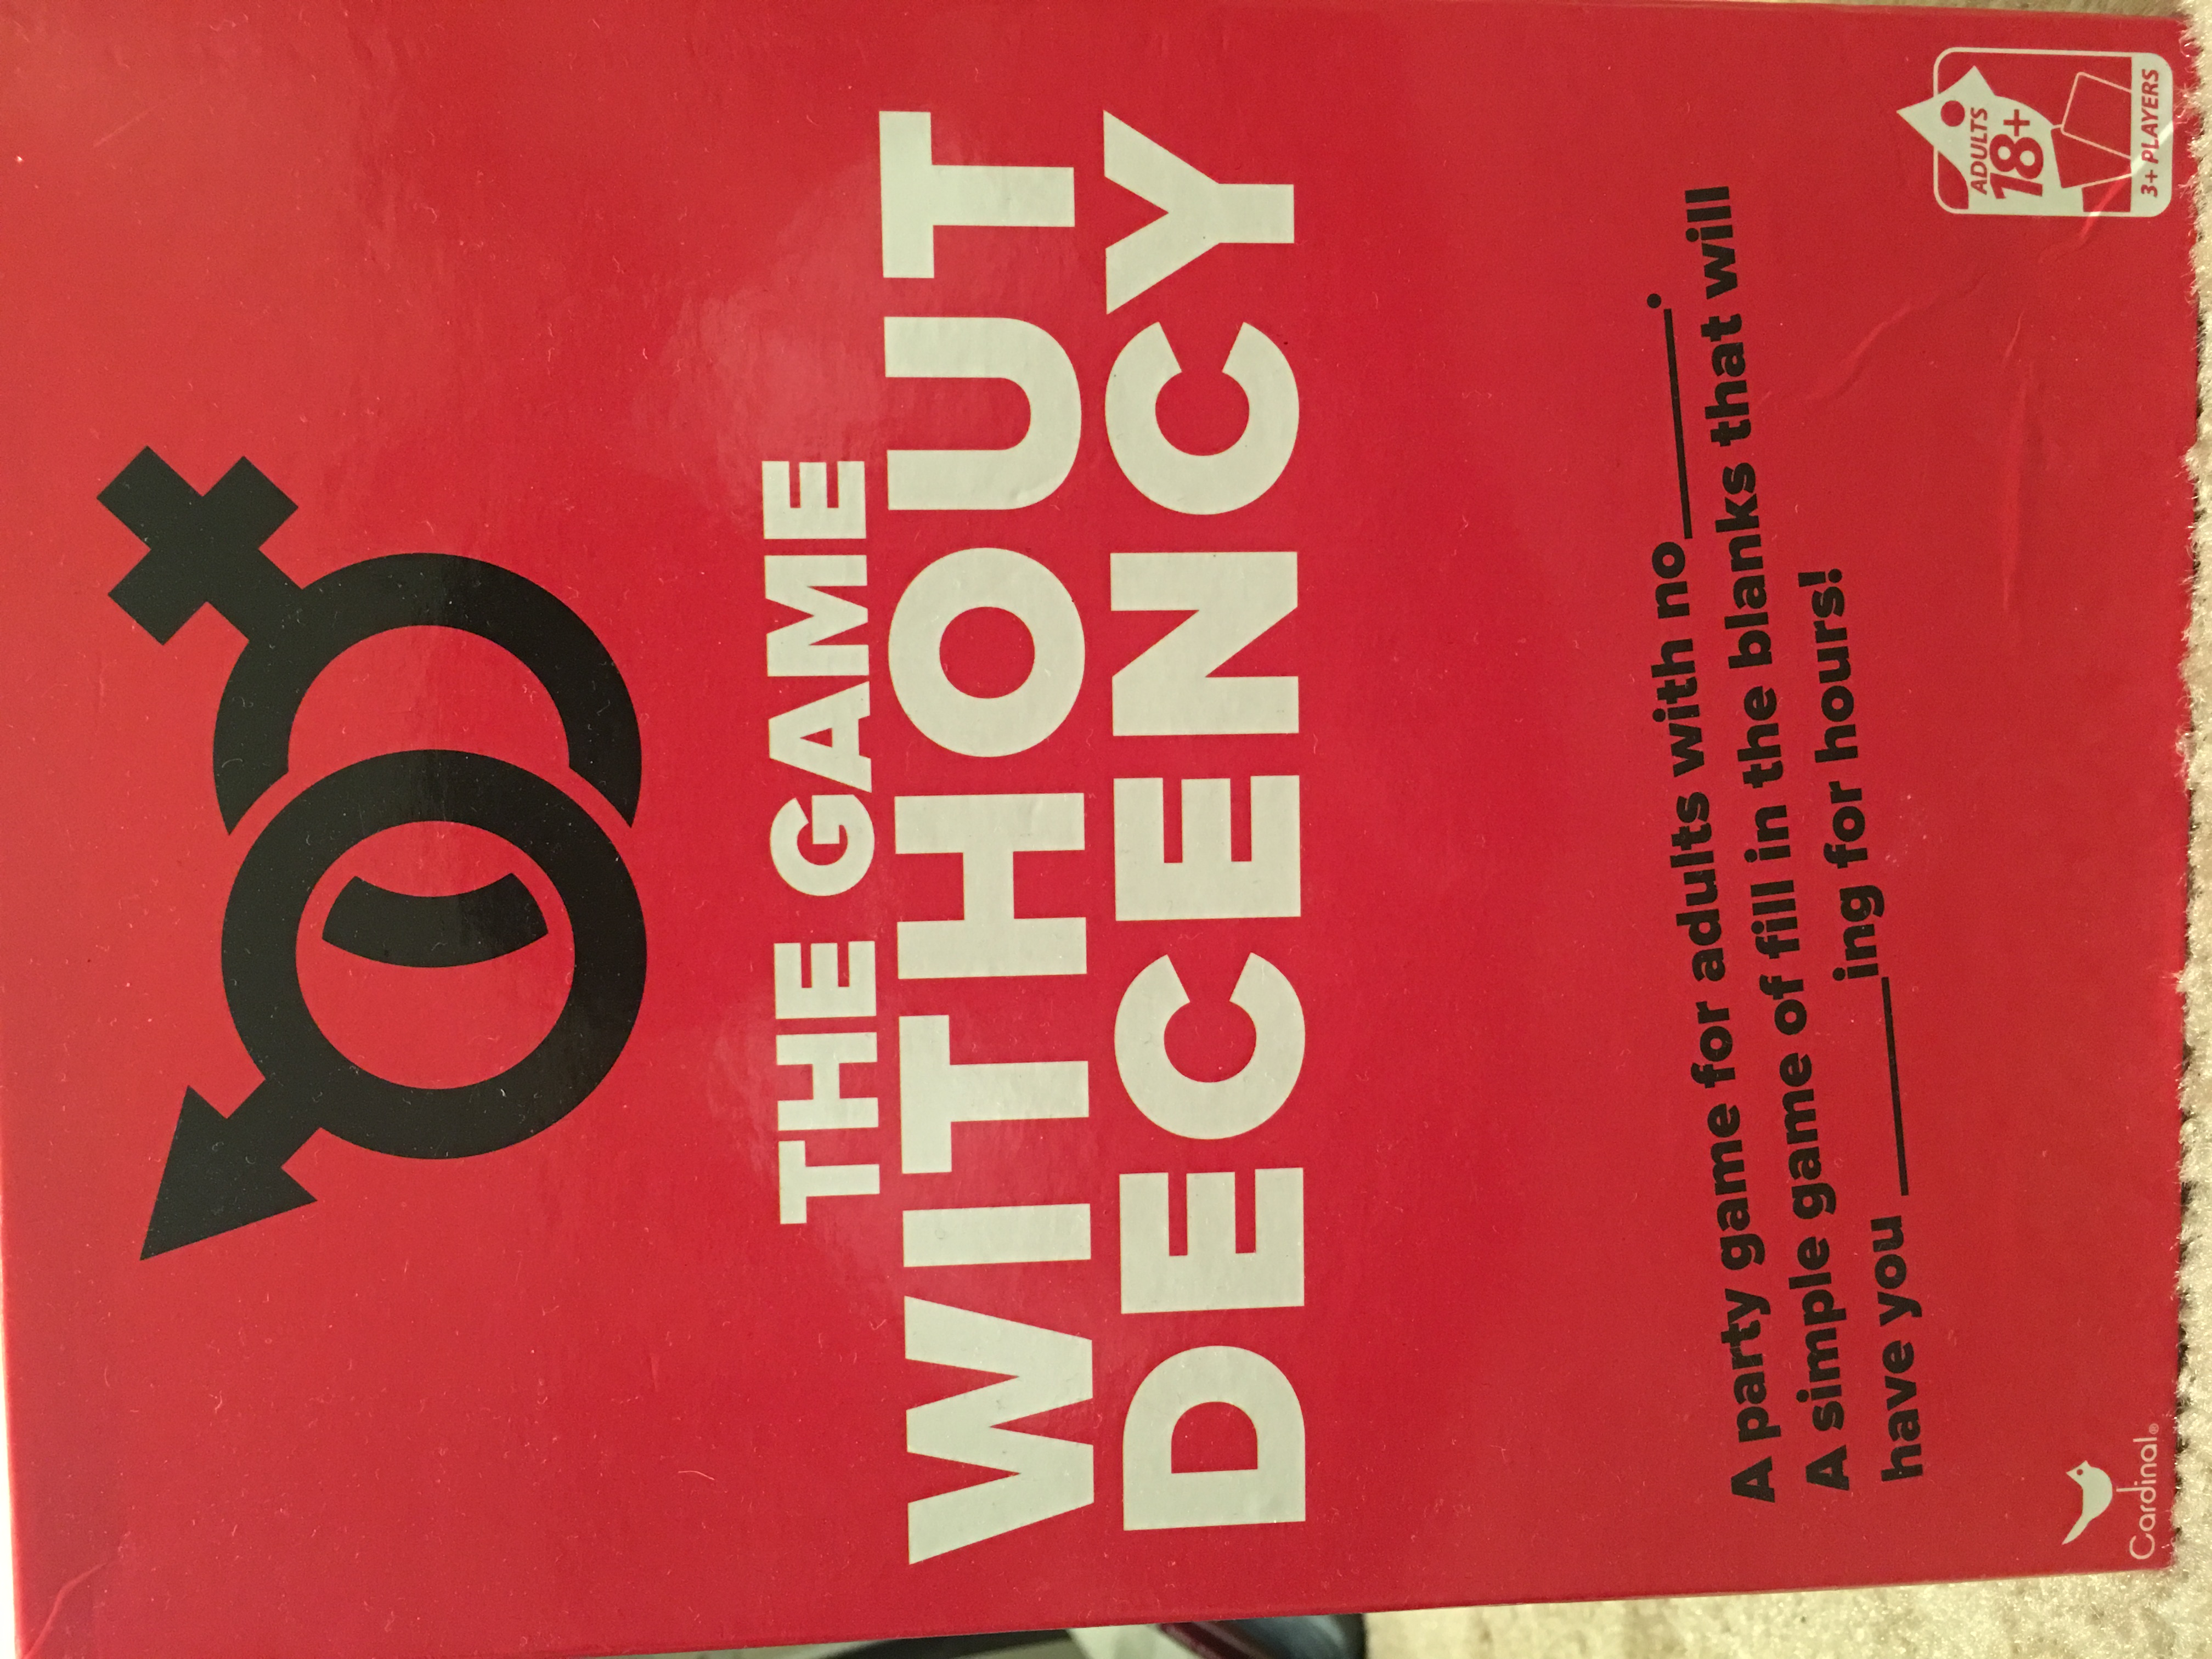 THE GAME
WITHOUT
DECENCY
A party game for adults with no_______.
A simple game of fill in the blanks that will
have you _______ing for hours!
Cardinal®
ADULTS
18+
3+ PLAYERS